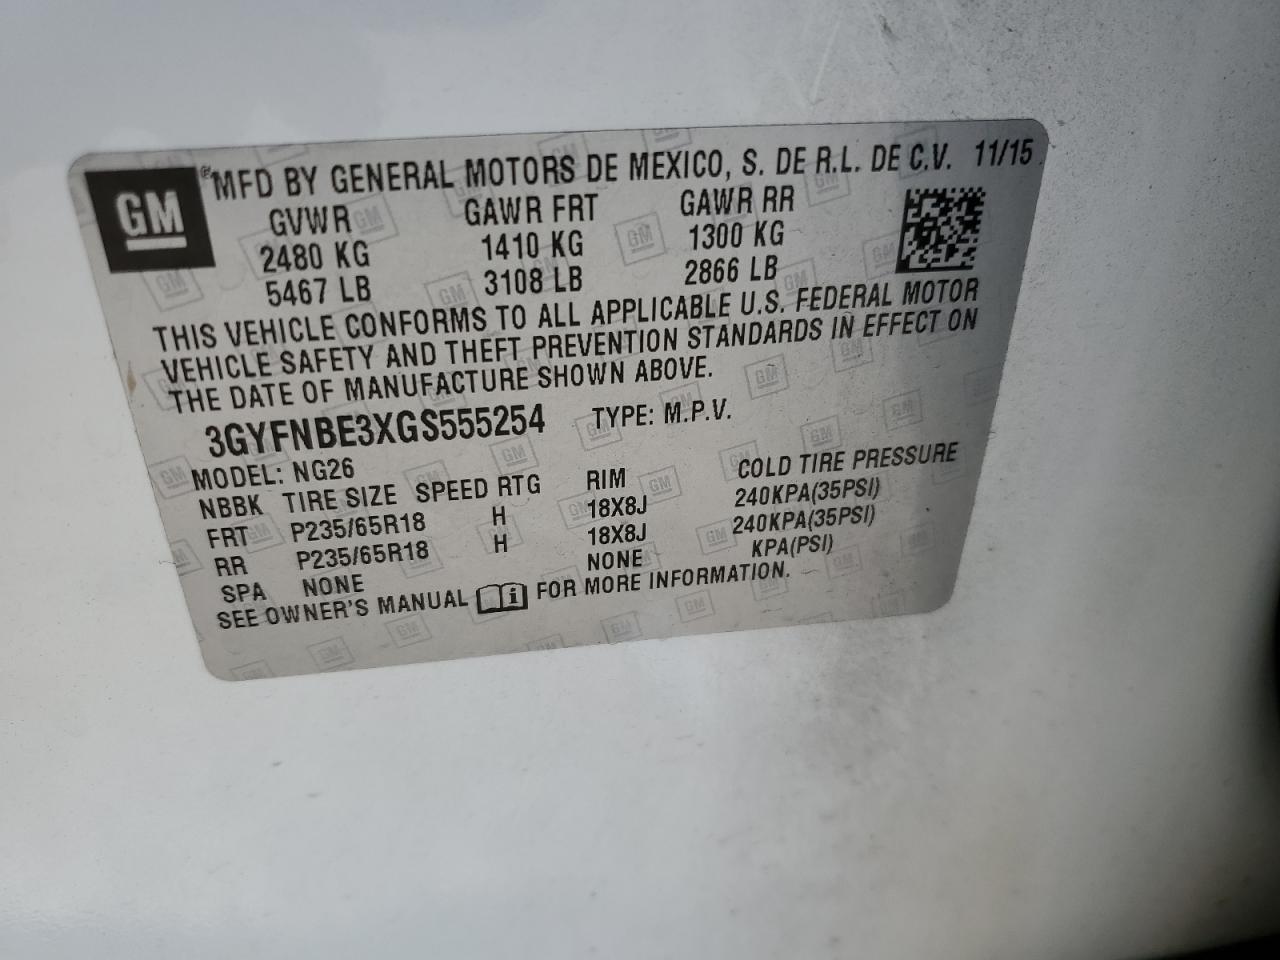 GM
MFD BY GENERAL MOTORS DE MEXICO, S. DE R.L. DE C.V. 11/15
GVWR GAWR FRT GAWR RR
2480 KG 1410 KG 1300 KG
5467 LB 3108 LB 2866 LB
THIS VEHICLE CONFORMS TO ALL APPLICABLE U.S. FEDERAL MOTOR
VEHICLE SAFETY AND THEFT PREVENTION STANDARDS IN EFFECT ON
THE DATE OF MANUFACTURE SHOWN ABOVE.
3GYFNBE3XGS555254 TYPE: M.P.V.
MODEL: NG26
NBBK TIRE SIZE SPEED RTG RIM COLD TIRE PRESSURE
FRT P235/65R18 H 18X8J 240KPA(35PSI)
RR P235/65R18 H 18X8J 240KPA(35PSI)
SPA NONE NONE KPA(PSI)
SEE OWNER'S MANUAL i FOR MORE INFORMATION.